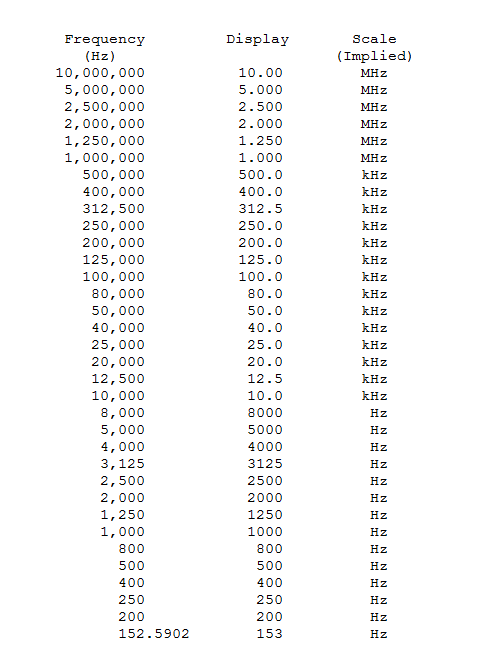 Frequency Display Scale
(Hz) (Implied)
10,000,000 10.00 MHz
5,000,000 5.000 MHz
2,500,000 2.500 MHz
2,000,000 2.000 MHz
1,250,000 1.250 MHz
1,000,000 1.000 MHz
500,000 500.0 kHz
400,000 400.0 kHz
312,500 312.5 kHz
250,000 250.0 kHz
200,000 200.0 kHz
125,000 125.0 kHz
100,000 100.0 kHz
80,000 80.0 kHz
50,000 50.0 kHz
40,000 40.0 kHz
25,000 25.0 kHz
20,000 20.0 kHz
12,500 12.5 kHz
10,000 10.0 kHz
8,000 8000 Hz
5,000 5000 Hz
4,000 4000 Hz
3,125 3125 Hz
2,500 2500 Hz
2,000 2000 Hz
1,250 1250 Hz
1,000 1000 Hz
800 800 Hz
500 500 Hz
400 400 Hz
250 250 Hz
200 200 Hz
152.5902 153 Hz